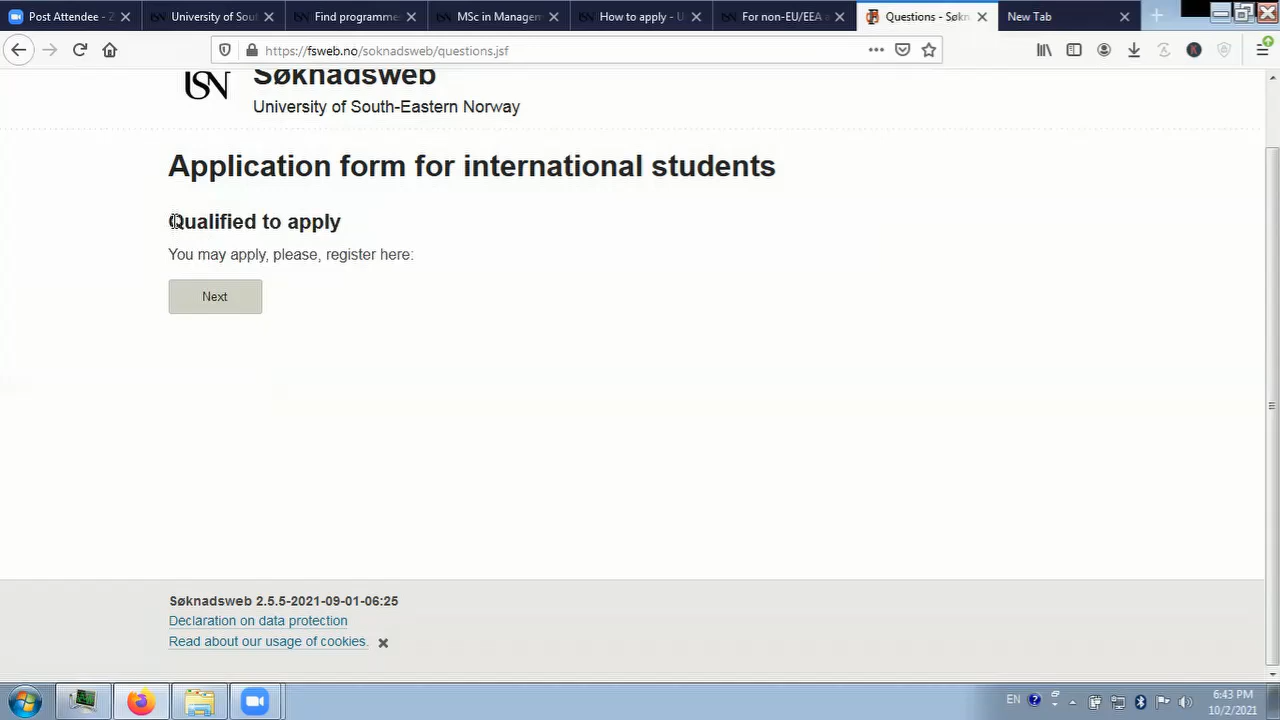 Post Attendee - Z
University of Sout
Find programme
MSc in Managem
How to apply - U
For non-EU/EEA a
Questions - Søkn
New Tab
https://fsweb.no/soknadsweb/questions.jsf
USN
Søknadsweb
University of South-Eastern Norway
Application form for international students
Qualified to apply
You may apply, please, register here:
Next
Søknadsweb 2.5.5-2021-09-01-06:25
Declaration on data protection
Read about our usage of cookies.
EN
6:43 PM
10/2/2021